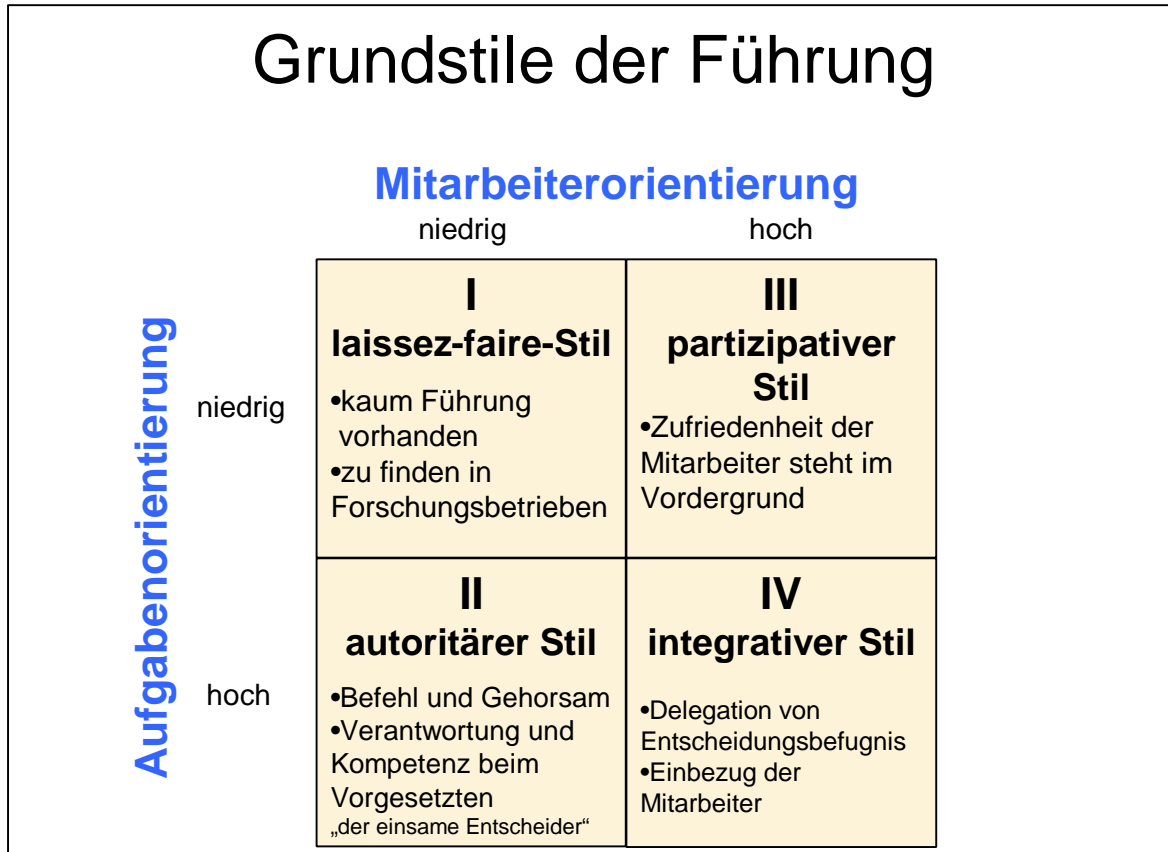 Grundstile der Führung
Mitarbeiterorientierung
niedrig
hoch
Aufgabenorientierung
niedrig
I
laissez-faire-Stil
•kaum Führung
vorhanden
•zu finden in
Forschungsbetrieben
III
partizipativer
Stil
•Zufriedenheit der
Mitarbeiter steht im
Vordergrund
hoch
II
autoritärer Stil
•Befehl und Gehorsam
•Verantwortung und
Kompetenz beim
Vorgesetzten
„der einsame Entscheider“
IV
integrativer Stil
•Delegation von
Entscheidungsbefugnis
•Einbezug der
Mitarbeiter